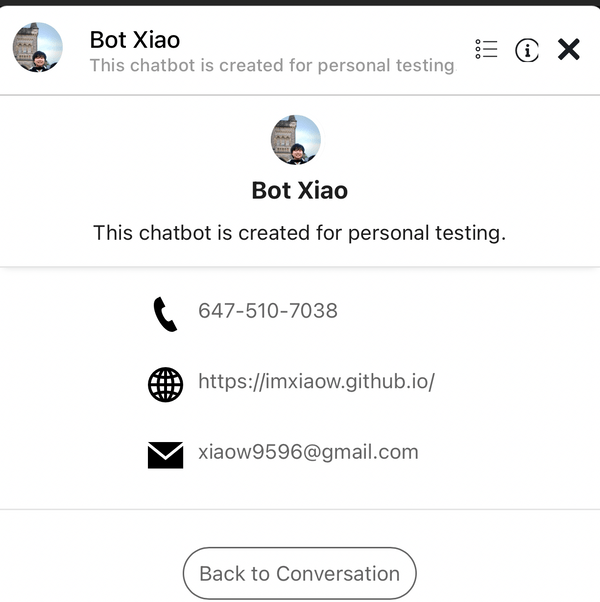 Bot Xiao
This chatbot is created for personal testing.
Bot Xiao
This chatbot is created for personal testing.
647-510-7038
https://imxiaow.github.io/
xiaow9596@gmail.com
Back to Conversation